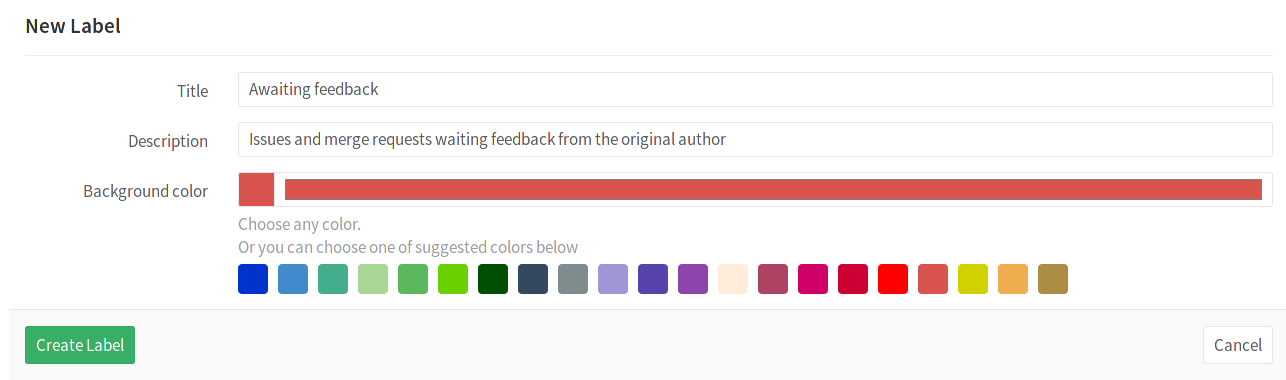 New Label
Title
Awaiting feedback
Description
Issues and merge requests waiting feedback from the original author
Background color
Choose any color.
Or you can choose one of suggested colors below
Create Label
Cancel